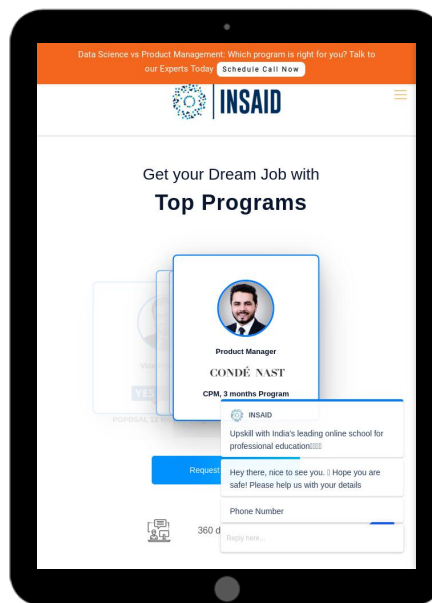 Data Science vs Product Management: Which program is right for you? Talk to
our Experts Today Schedule Call Now
INSAID
Get your Dream Job with
Top Programs
Product Manager
CONDÉ NAST
CPM, 3 months Program
YES
INSAID
Upskill with India's leading online school for
professional education
Request
Hey there, nice to see you. Hope you are
safe! Please help us with your details
Phone Number
360 d
Reply here...